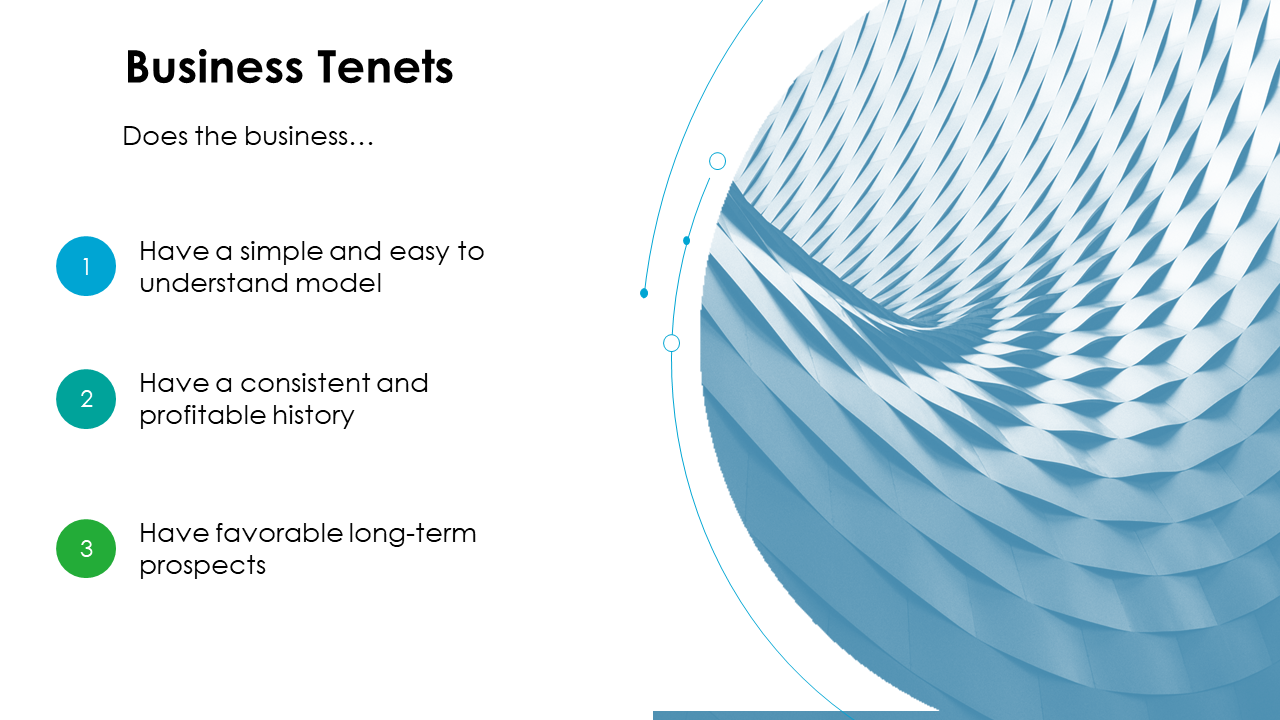 Business Tenets
Does the business…
1
Have a simple and easy to
understand model
2
Have a consistent and
profitable history
3
Have favorable long-term
prospects